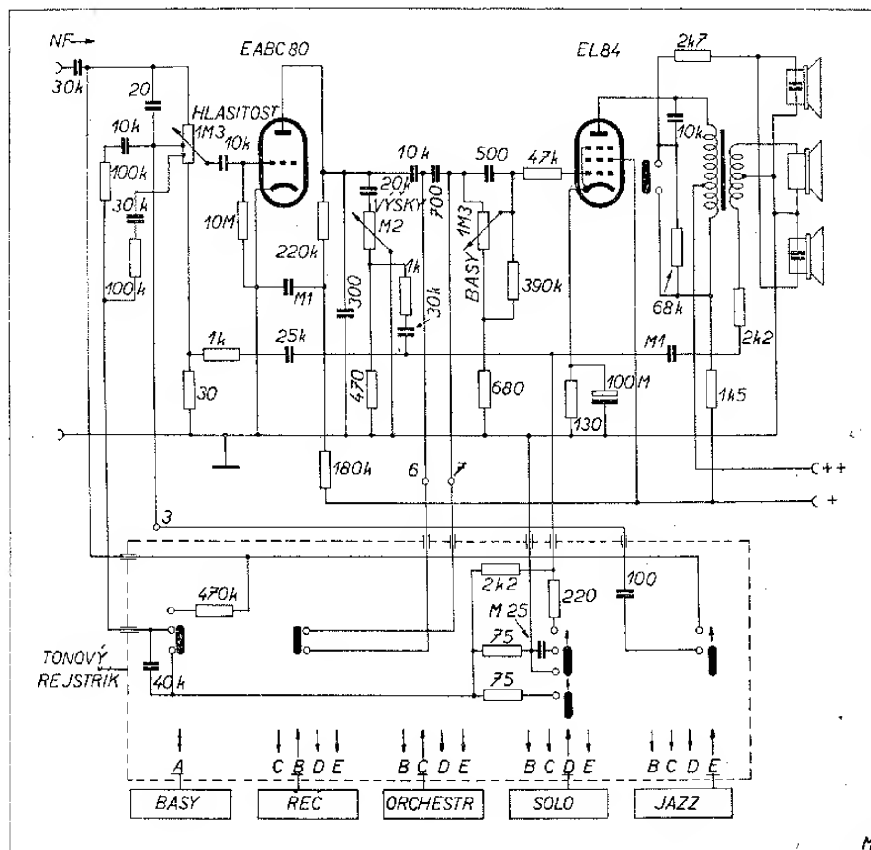 NF→
EABC 80
EL84
2k7
30k
20
HLASITOST
1M3
10k
10k
10k
500
47k
10k
100k
20k
VÝŠKY
700
30k
M2
1M3
10M
220k
1k
BASY
390k
100k
300
30k
68k
M1
2k2
1k
25k
M1
30
470
680
100M
130
1k5
180k
6
7
++
+
3
2k2
220
100
470k
M 25
75
TONOVÝ
REJSTŘÍK
40k
75
A
C B D E
B C D E
B C D E
B C D E
BASY
REC
ORCHESTR
SOLO
JAZZ
M